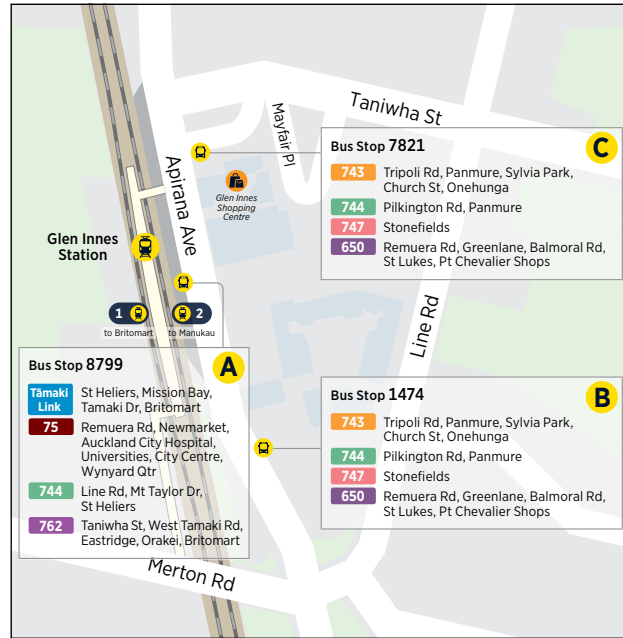 Taniwha St
Mayfair Pl
Apirana Ave
Glen Innes
Shopping
Centre
Glen Innes
Station
1
2
to Britomart
to Manukau
Line Rd
Merton Rd
Bus Stop 7821
C
743 Tripoli Rd, Panmure, Sylvia Park,
Church St, Onehunga
744 Pilkington Rd, Panmure
747 Stonefields
650 Remuera Rd, Greenlane, Balmoral Rd,
St Lukes, Pt Chevalier Shops
Bus Stop 8799
A
Tāmaki
Link
St Heliers, Mission Bay,
Tamaki Dr, Britomart
75 Remuera Rd, Newmarket,
Auckland City Hospital,
Universities, City Centre,
Wynyard Qtr
744 Line Rd, Mt Taylor Dr,
St Heliers
762 Taniwha St, West Tamaki Rd,
Eastridge, Orakei, Britomart
Bus Stop 1474
B
743 Tripoli Rd, Panmure, Sylvia Park,
Church St, Onehunga
744 Pilkington Rd, Panmure
747 Stonefields
650 Remuera Rd, Greenlane, Balmoral Rd,
St Lukes, Pt Chevalier Shops